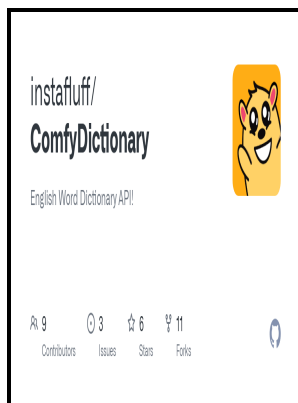 instafluff/
ComfyDictionary
English Word Dictionary API!
9 3 6 11
Contributors Issues Stars Forks